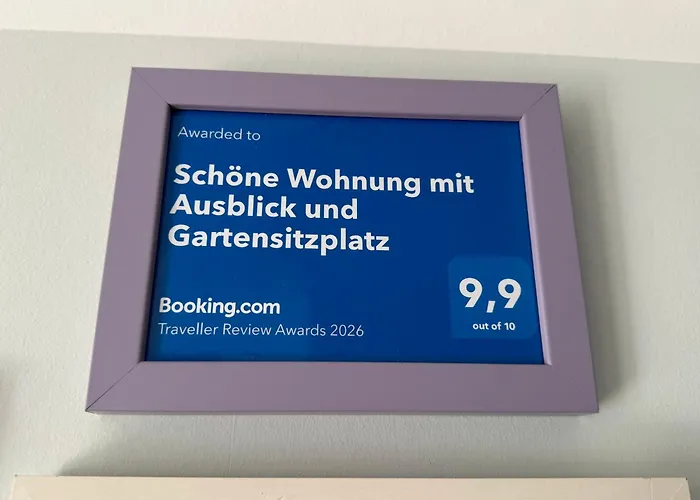 Awarded to
Schöne Wohnung mit
Ausblick und
Gartensitzplatz
Booking.com
Traveller Review Awards 2026
9,9
out of 10